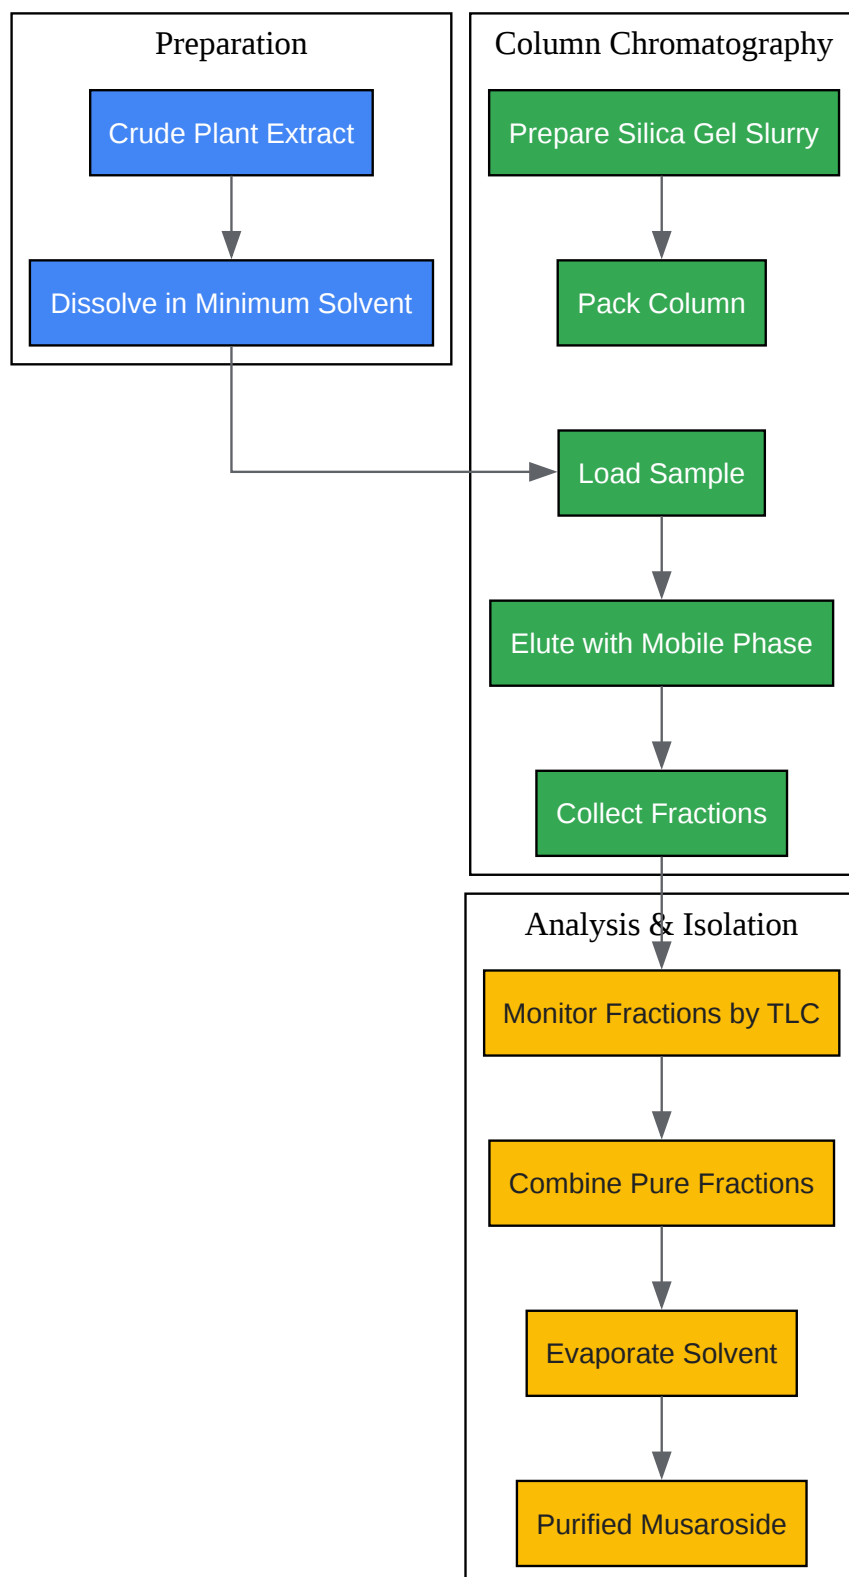 Preparation
Crude Plant Extract
Dissolve in Minimum Solvent
Column Chromatography
Prepare Silica Gel Slurry
Pack Column
Load Sample
Elute with Mobile Phase
Collect Fractions
Analysis & Isolation
Monitor Fractions by TLC
Combine Pure Fractions
Evaporate Solvent
Purified Musaroside